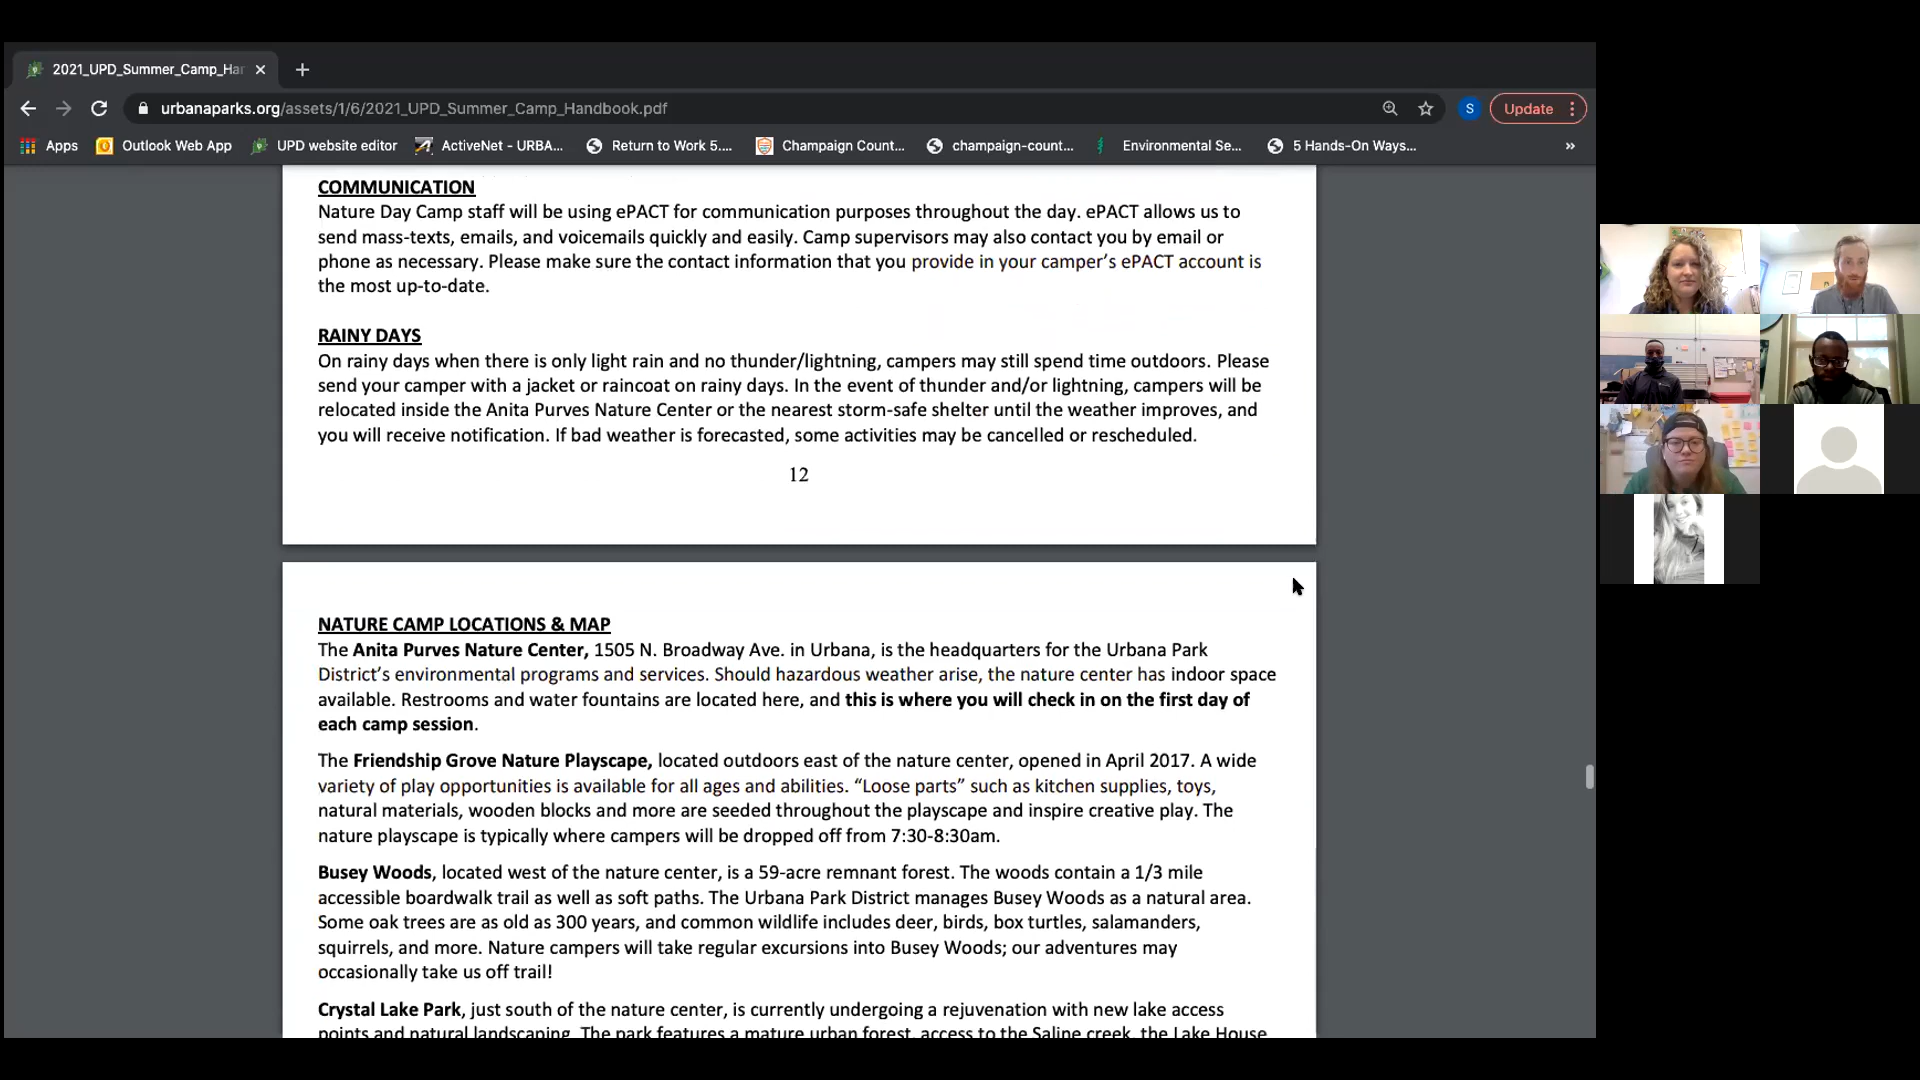 2021_UPD_Summer_Camp_Har
urbanaparks.org/assets/1/6/2021_UPD_Summer_Camp_Handbook.pdf
S
Update
Apps
Outlook Web App
UPD website editor
ActiveNet - URBA...
Return to Work 5....
Champaign Count...
champaign-count...
Environmental Se...
5 Hands-On Ways...
»
COMMUNICATION
Nature Day Camp staff will be using ePACT for communication purposes throughout the day. ePACT allows us to
send mass-texts, emails, and voicemails quickly and easily. Camp supervisors may also contact you by email or
phone as necessary. Please make sure the contact information that you provide in your camper’s ePACT account is
the most up-to-date.
RAINY DAYS
On rainy days when there is only light rain and no thunder/lightning, campers may still spend time outdoors. Please
send your camper with a jacket or raincoat on rainy days. In the event of thunder and/or lightning, campers will be
relocated inside the Anita Purves Nature Center or the nearest storm-safe shelter until the weather improves, and
you will receive notification. If bad weather is forecasted, some activities may be cancelled or rescheduled.
12
NATURE CAMP LOCATIONS & MAP
The Anita Purves Nature Center, 1505 N. Broadway Ave. in Urbana, is the headquarters for the Urbana Park
District’s environmental programs and services. Should hazardous weather arise, the nature center has indoor space
available. Restrooms and water fountains are located here, and this is where you will check in on the first day of
each camp session.
The Friendship Grove Nature Playscape, located outdoors east of the nature center, opened in April 2017. A wide
variety of play opportunities is available for all ages and abilities. “Loose parts” such as kitchen supplies, toys,
natural materials, wooden blocks and more are seeded throughout the playscape and inspire creative play. The
nature playscape is typically where campers will be dropped off from 7:30-8:30am.
Busey Woods, located west of the nature center, is a 59-acre remnant forest. The woods contain a 1/3 mile
accessible boardwalk trail as well as soft paths. The Urbana Park District manages Busey Woods as a natural area.
Some oak trees are as old as 300 years, and common wildlife includes deer, birds, box turtles, salamanders,
squirrels, and more. Nature campers will take regular excursions into Busey Woods; our adventures may
occasionally take us off trail!
Crystal Lake Park, just south of the nature center, is currently undergoing a rejuvenation with new lake access
points and natural landscaping. The park features a mature urban forest, access to the Saline creek, the Lake House